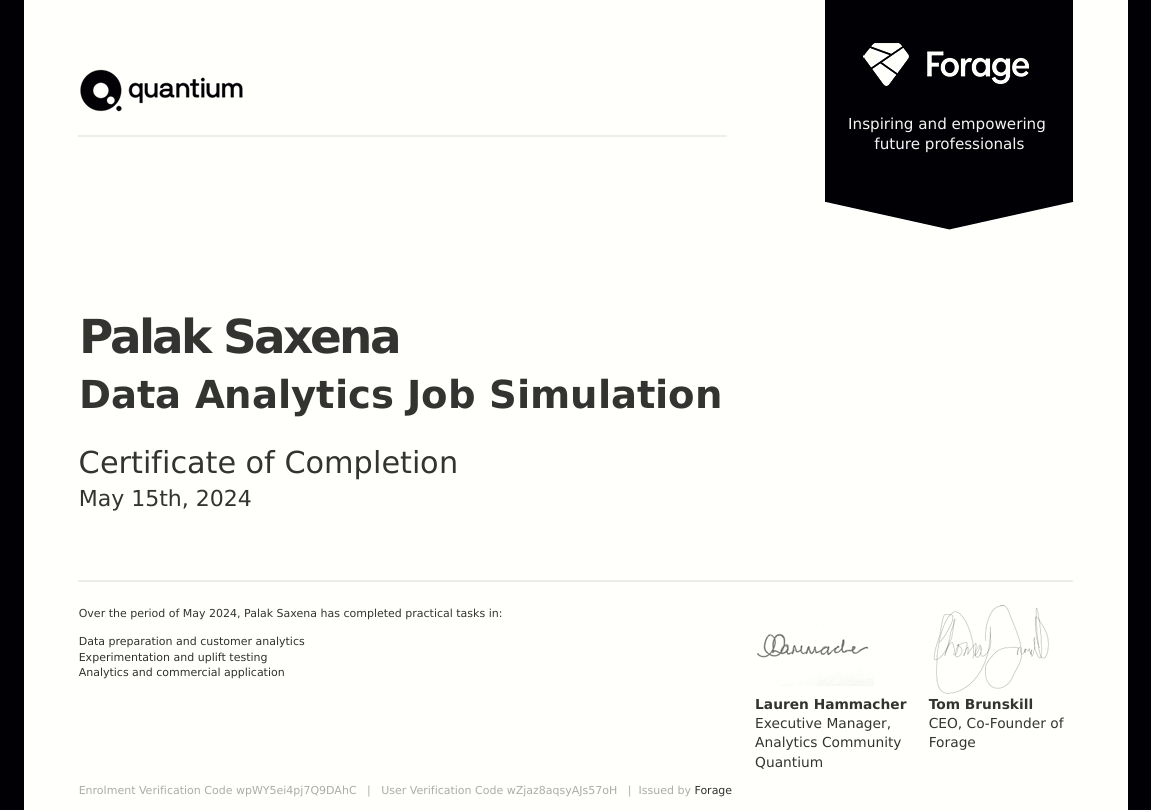 quantium
Forage
Inspiring and empowering
future professionals
Palak Saxena
Data Analytics Job Simulation
Certificate of Completion
May 15th, 2024
Over the period of May 2024, Palak Saxena has completed practical tasks in:
Data preparation and customer analytics
Experimentation and uplift testing
Analytics and commercial application
Lauren Hammacher
Executive Manager,
Analytics Community
Quantium
Tom Brunskill
CEO, Co-Founder of
Forage
Enrolment Verification Code wpWY5ei4pj7Q9DAhC | User Verification Code wZjaz8aqsyAJs57oH | Issued by Forage